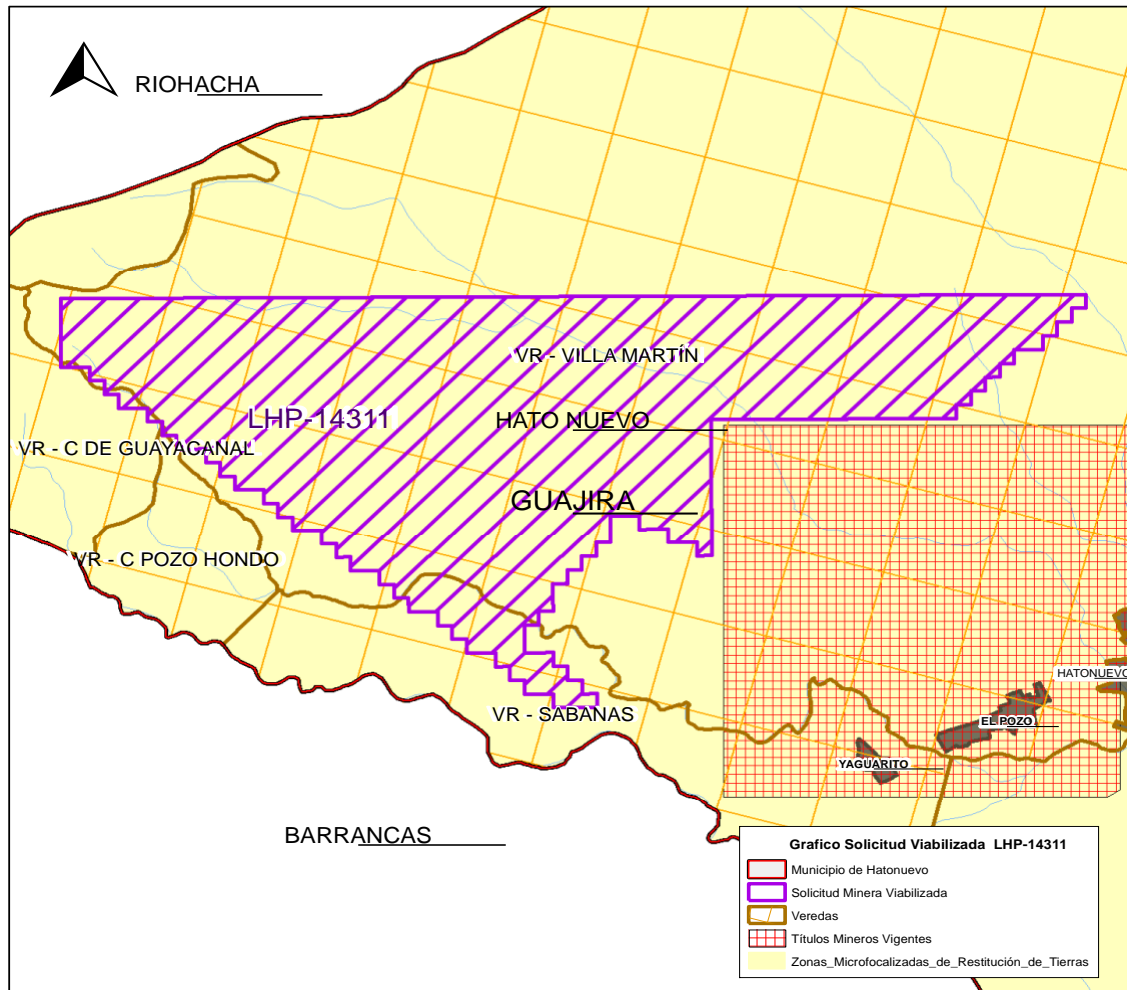 RIOHACHA
VR - VILLA MARTÍN
LHP-14311
HATO NUEVO
VR - C DE GUAYACANAL
GUAJIRA
VR - C POZO HONDO
HATONUEVO
VR - SABANAS
EL POZO
YAGUARITO
BARRANCAS
Grafico Solicitud Viabilizada LHP-14311
Municipio de Hatonuevo
Solicitud Minera Viabilizada
Veredas
Títulos Mineros Vigentes
Zonas_Microfocalizadas_de_Restitución_de_Tierras